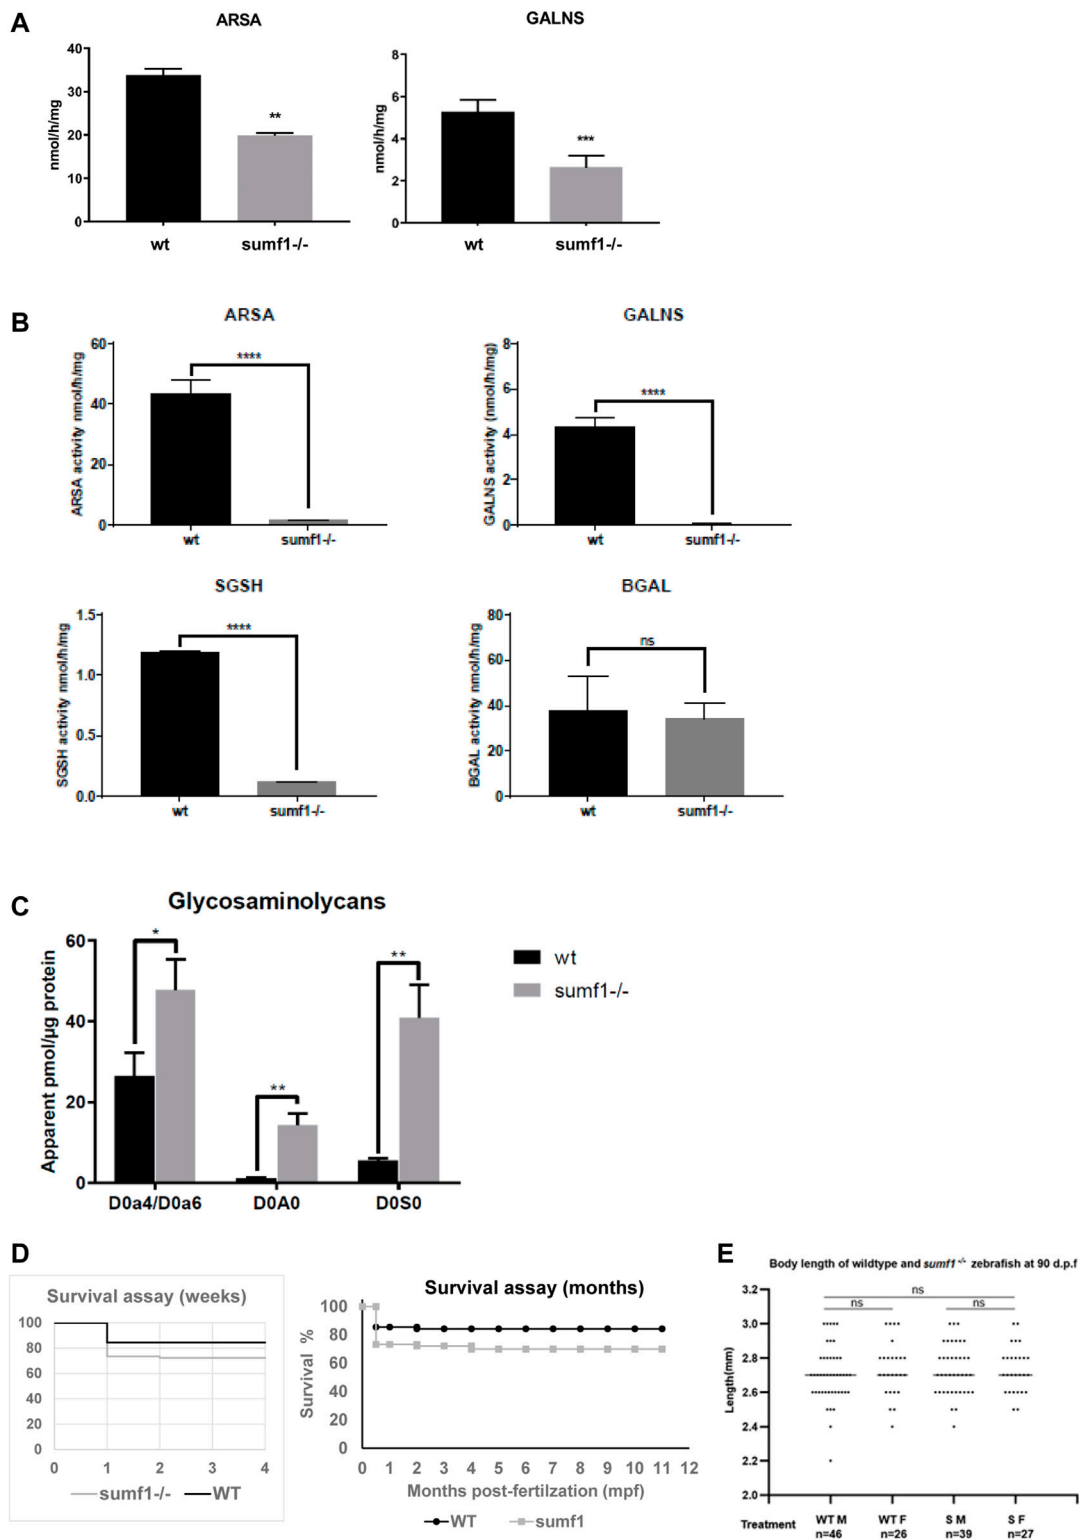 A
ARSA
GALNS
nmol/h/mg
40
30
20
10
0
**
wt
sumf1-/-
nmol/h/mg
8
6
4
2
0
***
wt
sumf1-/-
B
ARSA
GALNS
ARSA activity nmol/h/mg
60
40
20
0
****
wt
sumf1-/-
GALNS activity (nmol/h/mg)
8
6
4
2
0
****
wt
sumf1-/-
SGSH
BGAL
SGSH activity nmol/h/mg
1.5
1.0
0.5
0.0
****
wt
sumf1-/-
BGAL activity nmol/h/mg
80
60
40
20
0
ns
wt
sumf1-/-
C
Glycosaminolycans
Apparent pmol/µg protein
60
40
20
0
*
**
**
D0a4/D0a6
D0A0
D0S0
wt
sumf1-/-
D
Survival assay (weeks)
100
80
60
40
20
0
0 1 2 3 4
sumf1-/- WT
Survival assay (months)
Survival %
100
80
60
40
20
0
0 1 2 3 4 5 6 7 8 9 10 11 12
Months post-fertilzation (mpf)
WT sumf1
E
Body length of wildtype and sumf1 -/- zebrafish at 90 d.p.f
Length(mm)
3.2
3.0
2.8
2.6
2.4
2.2
2.0
ns
ns
ns
Treatment
WT M WT F S M S F
n=46 n=26 n=39 n=27